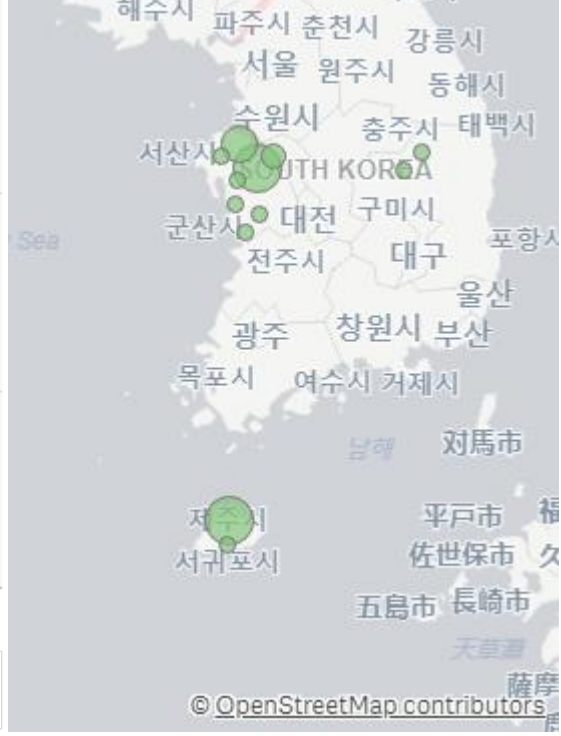 해수시
파주시 춘천시
강릉시
서울 원주시
동해시
수원시
충주시 태백시
서산시
SOUTH KOREA
구미시
대전
군산시
Sea
포항시
전주시
대구
울산
광주 창원시 부산
목포시 여수시 거제시
남해
対馬市
제주시
平戸市 福
서귀포시 佐世保市 久
五島市 長崎市
天草灘
薩摩
© OpenStreetMap contributors